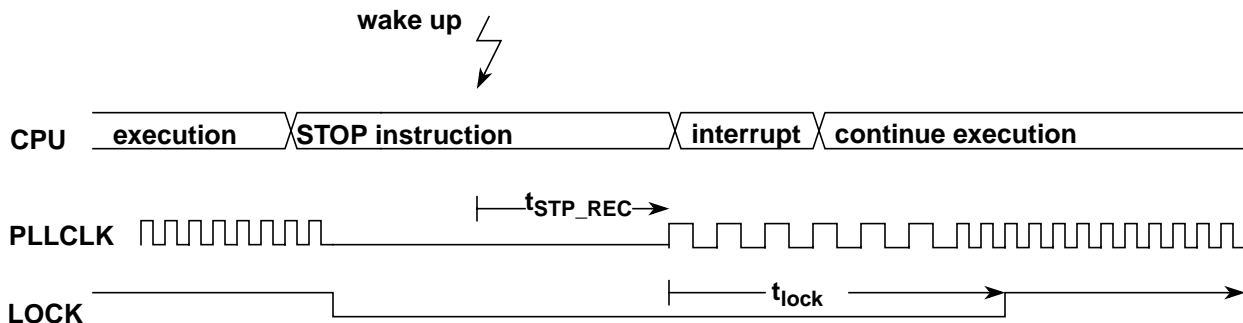 wake up
CPU execution STOP instruction interrupt continue execution
tSTP_REC
PLLCLK
tlock
LOCK